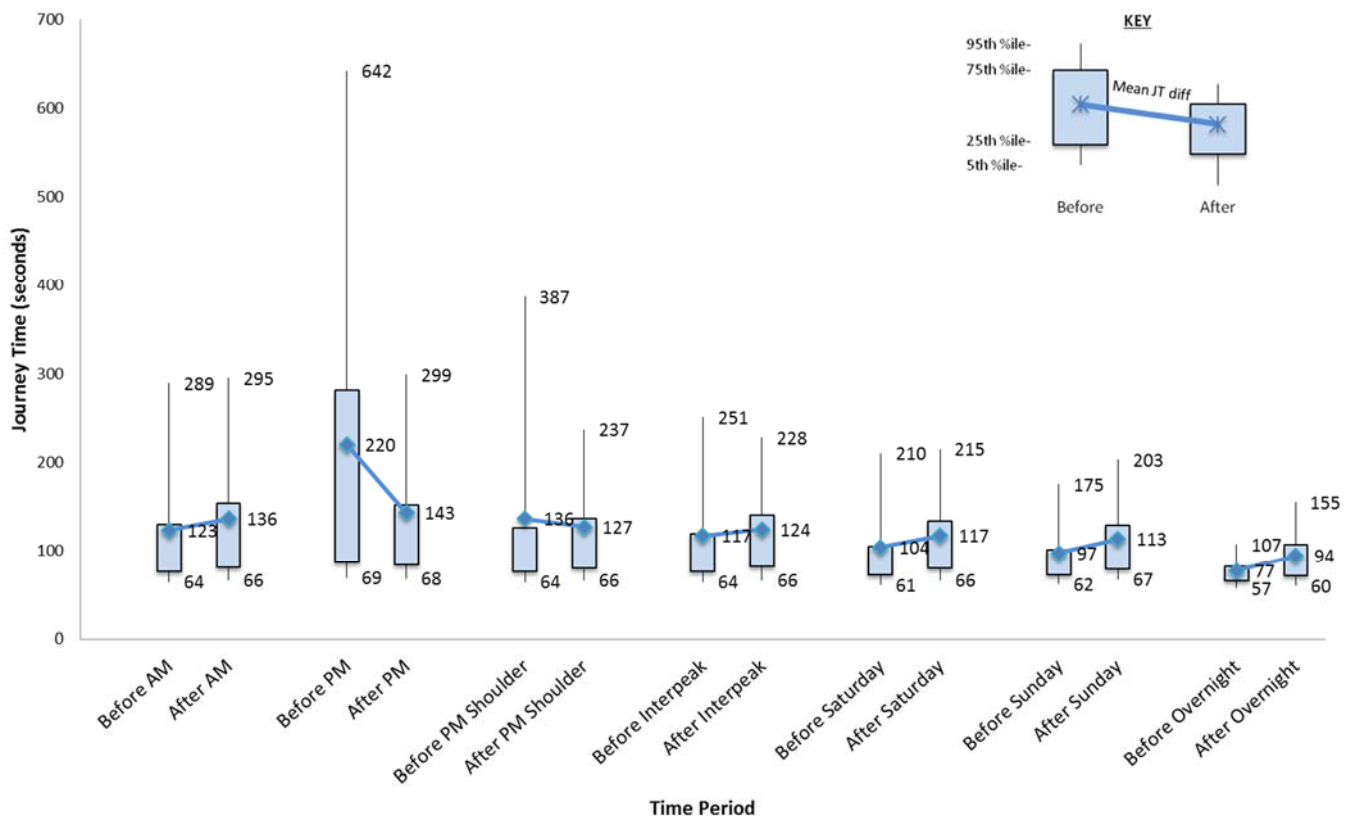 700
600
500
400
300
200
100
0
Journey Time (seconds)
KEY
95th %ile-
75th %ile-
25th %ile-
5th %ile-
Mean JT diff
Before
After
289
123
64
295
136
66
642
220
69
299
143
68
387
136
64
237
127
66
251
117
64
228
124
66
210
104
61
215
117
66
175
97
62
203
113
67
107
77
57
155
94
60
Before AM
After AM
Before PM
After PM
Before PM Shoulder
After PM Shoulder
Before Interpeak
After Interpeak
Before Saturday
After Saturday
Before Sunday
After Sunday
Before Overnight
After Overnight
Time Period